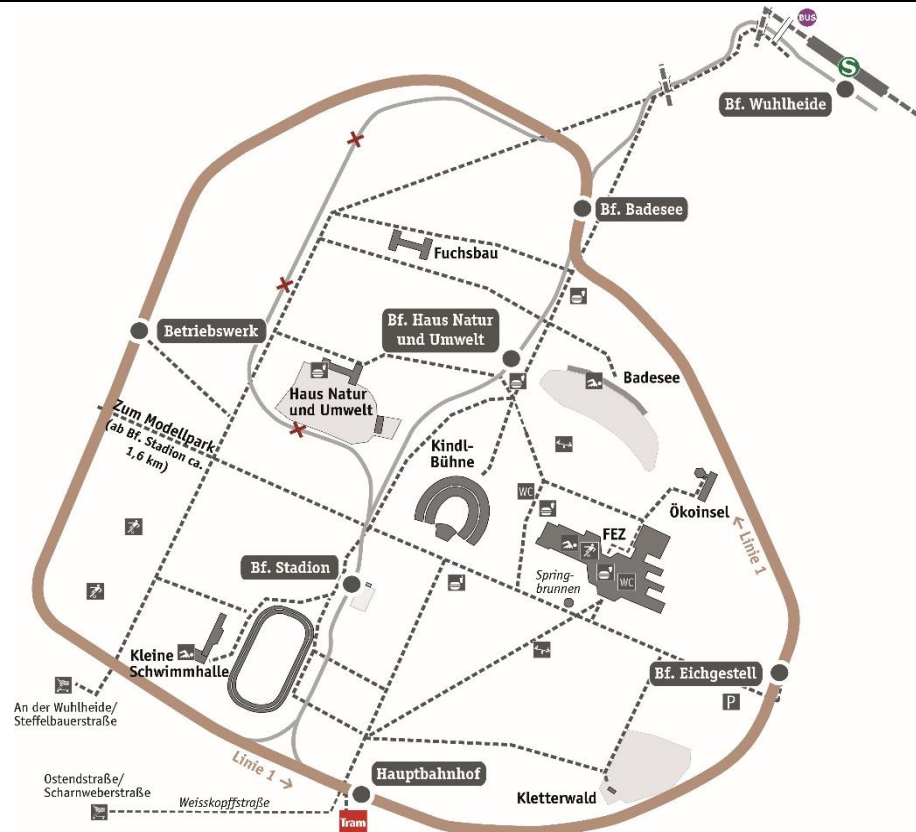 BUS
S
Bf. Wuhlheide
Bf. Badesee
Fuchsbau
Bf. Haus Natur
und Umwelt
Betriebswerk
Badesee
Haus Natur
und Umwelt
Zum Modellpark
(ab Bf. Stadion ca.
1,6 km)
Kindl-
Bühne
WC
Ökoinsel
FEZ
← Linie 1
Bf. Stadion
Spring-
brunnen
WC
Kleine
Schwimmhalle
Bf. Eichgestell
P
An der Wuhlheide/
Steffelbauerstraße
Linie 1 →
Hauptbahnhof
Ostendstraße/
Scharnweberstraße
Weisskopffstraße
Kletterwald
Tram